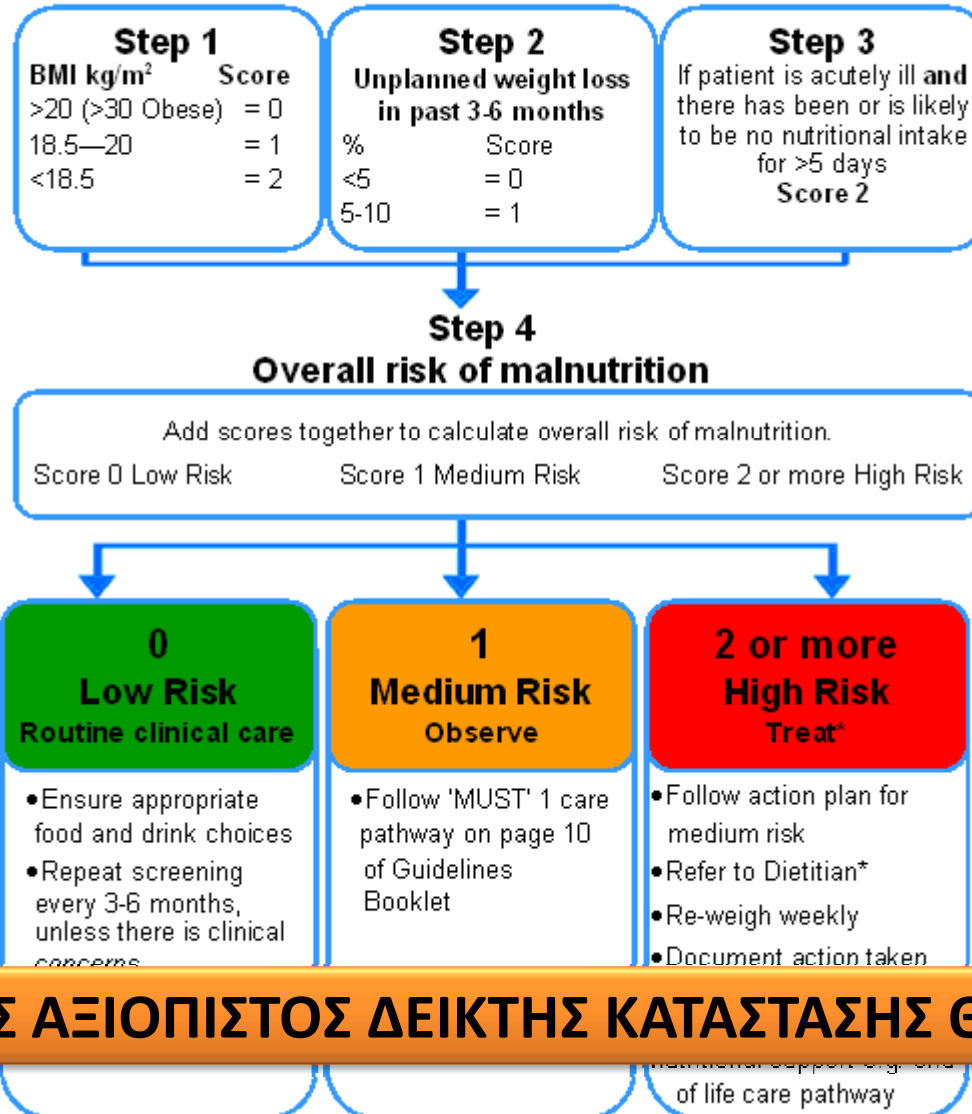 Step 1
BMI kg/m² Score
>20 (>30 Obese) = 0
18.5—20 = 1
<18.5 = 2
Step 2
Unplanned weight loss
in past 3-6 months
% Score
<5 = 0
5-10 = 1
Step 3
If patient is acutely ill and
there has been or is likely
to be no nutritional intake
for >5 days
Score 2
Step 4
Overall risk of malnutrition
Add scores together to calculate overall risk of malnutrition.
Score 0 Low Risk Score 1 Medium Risk Score 2 or more High Risk
0
Low Risk
Routine clinical care
•Ensure appropriate
food and drink choices
•Repeat screening
every 3-6 months,
unless there is clinical
concerns
1
Medium Risk
Observe
•Follow 'MUST' 1 care
pathway on page 10
of Guidelines
Booklet
2 or more
High Risk
Treat*
•Follow action plan for
medium risk
•Refer to Dietitian*
•Re-weigh weekly
•Document action taken
Σ ΑΞΙΟΠΙΣΤΟΣ ΔΕΙΚΤΗΣ ΚΑΤΑΣΤΑΣΗΣ Θ
nutritional support e.g. end
of life care pathway